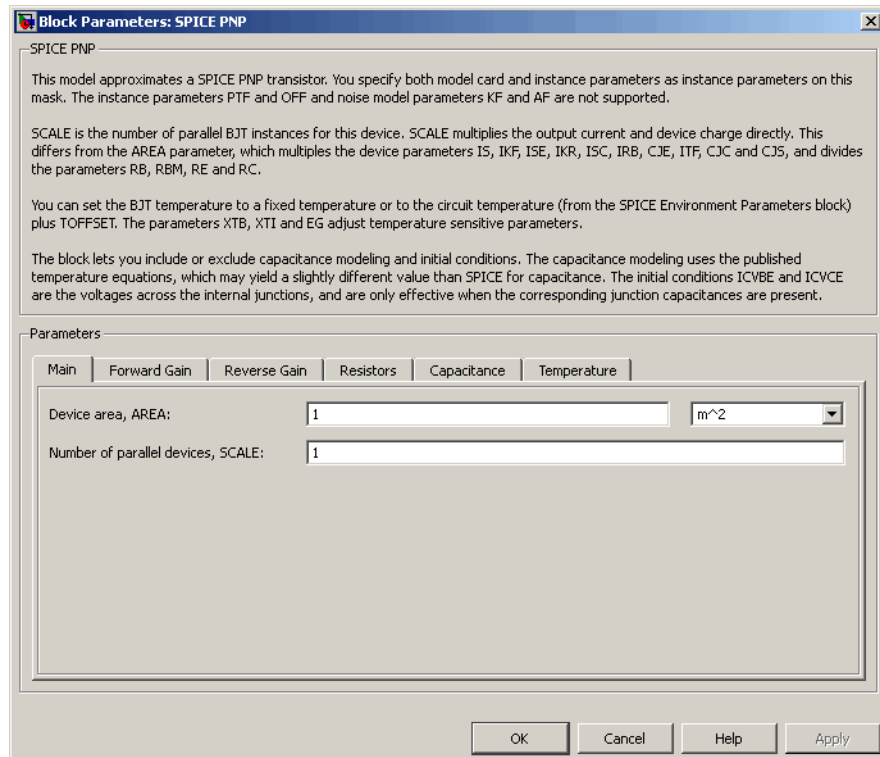 Block Parameters: SPICE PNP
SPICE PNP
This model approximates a SPICE PNP transistor. You specify both model card and instance parameters as instance parameters on this
mask. The instance parameters PTF and OFF and noise model parameters KF and AF are not supported.
SCALE is the number of parallel BJT instances for this device. SCALE multiplies the output current and device charge directly. This
differs from the AREA parameter, which multiples the device parameters IS, IKF, ISE, IKR, ISC, IRB, CJE, ITF, CJC and CJS, and divides
the parameters RB, RBM, RE and RC.
You can set the BJT temperature to a fixed temperature or to the circuit temperature (from the SPICE Environment Parameters block)
plus TOFFSET. The parameters XTB, XTI and EG adjust temperature sensitive parameters.
The block lets you include or exclude capacitance modeling and initial conditions. The capacitance modeling uses the published
temperature equations, which may yield a slightly different value than SPICE for capacitance. The initial conditions ICVBE and ICVCE
are the voltages across the internal junctions, and are only effective when the corresponding junction capacitances are present.
Parameters
Main Forward Gain Reverse Gain Resistors Capacitance Temperature
Device area, AREA: 1 m^2
Number of parallel devices, SCALE: 1
OK Cancel Help Apply